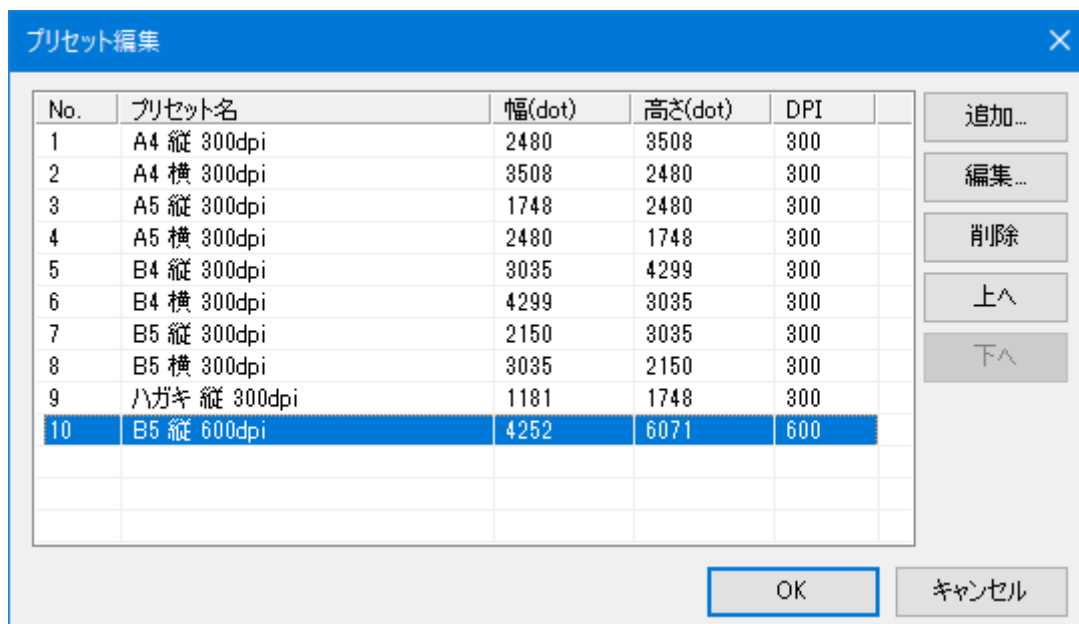 プリセット編集
No. プリセット名 幅(dot) 高さ(dot) DPI
1 A4 縦 300dpi 2480 3508 300
2 A4 横 300dpi 3508 2480 300
3 A5 縦 300dpi 1748 2480 300
4 A5 横 300dpi 2480 1748 300
5 B4 縦 300dpi 3035 4299 300
6 B4 横 300dpi 4299 3035 300
7 B5 縦 300dpi 2150 3035 300
8 B5 横 300dpi 3035 2150 300
9 ハガキ 縦 300dpi 1181 1748 300
10 B5 縦 600dpi 4252 6071 600
追加...
編集...
削除
上へ
下へ
OK キャンセル